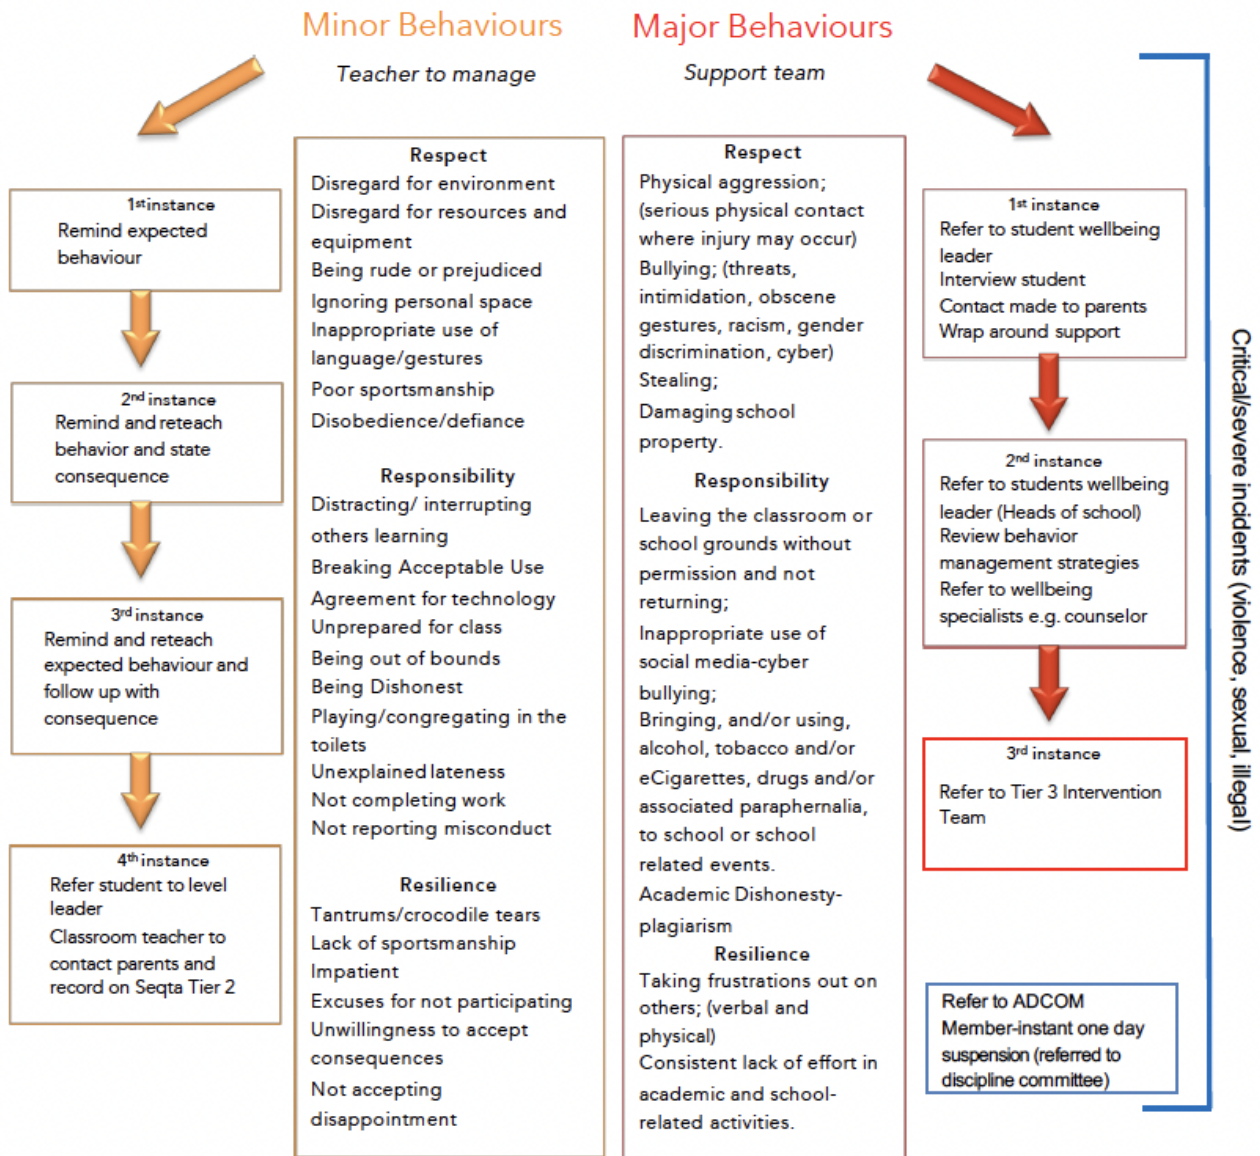 Minor Behaviours
Teacher to manage
Major Behaviours
Support team
1st instance
Remind expected
behaviour
2nd instance
Remind and reteach
behavior and state
consequence
3rd instance
Remind and reteach
expected behaviour and
follow up with
consequence
4th instance
Refer student to level
leader
Classroom teacher to
contact parents and
record on Seqta Tier 2
Respect
Disregard for environment
Disregard for resources and
equipment
Being rude or prejudiced
Ignoring personal space
Inappropriate use of
language/gestures
Poor sportsmanship
Disobedience/defiance
Responsibility
Distracting/ interrupting
others learning
Breaking Acceptable Use
Agreement for technology
Unprepared for class
Being out of bounds
Being Dishonest
Playing/congregating in the
toilets
Unexplained lateness
Not completing work
Not reporting misconduct
Resilience
Tantrums/crocodile tears
Lack of sportsmanship
Impatient
Excuses for not participating
Unwillingness to accept
consequences
Not accepting
disappointment
Respect
Physical aggression;
(serious physical contact
where injury may occur)
Bullying; (threats,
intimidation, obscene
gestures, racism, gender
discrimination, cyber)
Stealing;
Damaging school
property.
Responsibility
Leaving the classroom or
school grounds without
permission and not
returning;
Inappropriate use of
social media-cyber
bullying;
Bringing, and/or using,
alcohol, tobacco and/or
eCigarettes, drugs and/or
associated paraphernalia,
to school or school
related events.
Academic Dishonesty-
plagiarism
Resilience
Taking frustrations out on
others; (verbal and
physical)
Consistent lack of effort in
academic and school-
related activities.
1st instance
Refer to student wellbeing
leader
Interview student
Contact made to parents
Wrap around support
2nd instance
Refer to students wellbeing
leader (Heads of school)
Review behavior
management strategies
Refer to wellbeing
specialists e.g. counselor
3rd instance
Refer to Tier 3 Intervention
Team
Refer to ADCOM
Member-instant one day
suspension (referred to
discipline committee)
Critical/severe incidents (violence, sexual, illegal)